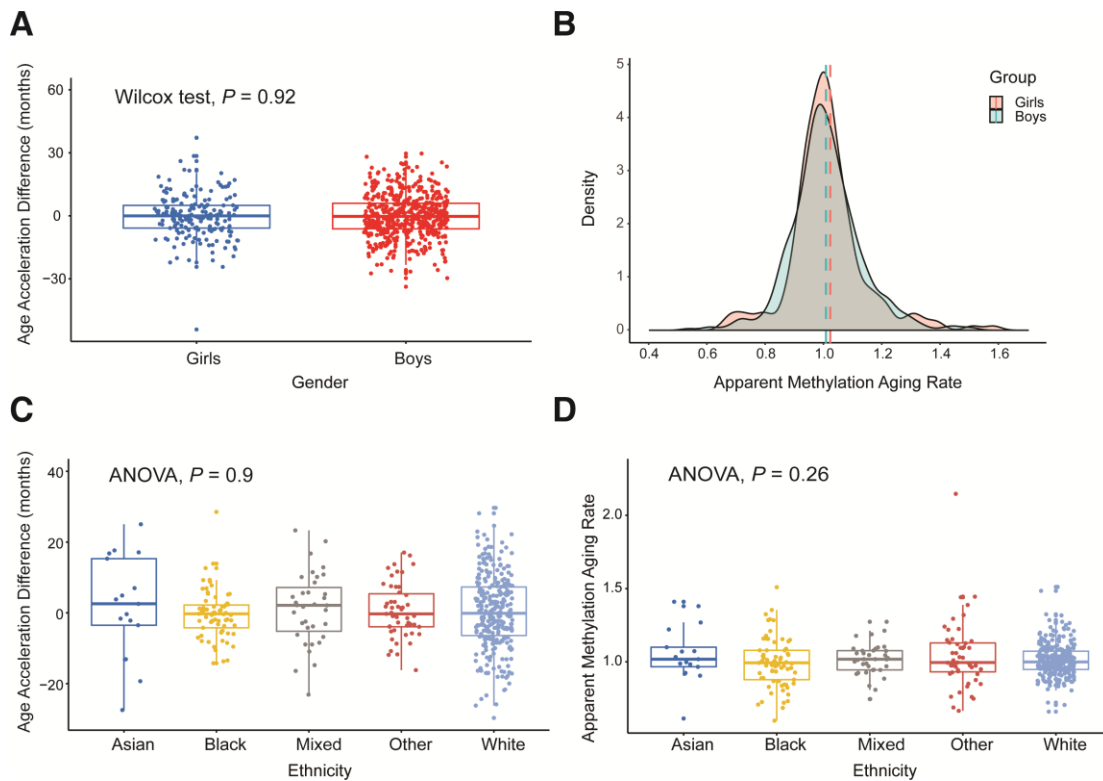 A
Age Acceleration Difference (months)
60
30
0
−30
Wilcox test, P = 0.92
Girls
Boys
Gender
B
Density
5
4
3
2
1
0
Group
Girls
Boys
0.4
0.6
0.8
1.0
1.2
1.4
1.6
Apparent Methylation Aging Rate
C
Age Acceleration Difference (months)
40
20
0
−20
ANOVA, P = 0.9
Asian
Black
Mixed
Other
White
Ethnicity
D
Apparent Methylation Aging Rate
2.0
1.5
1.0
ANOVA, P = 0.26
Asian
Black
Mixed
Other
White
Ethnicity